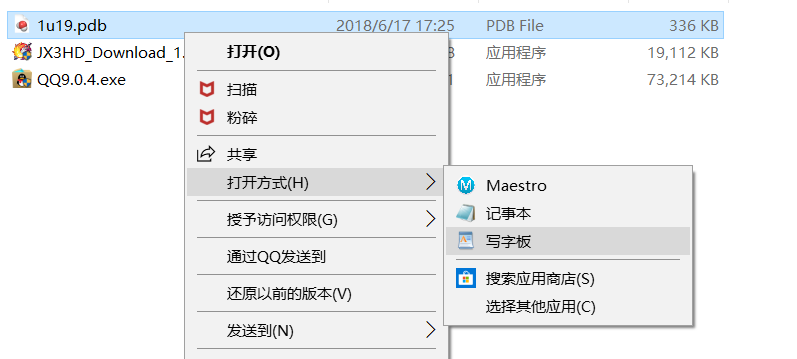 1u19.pdb 2018/6/17 17:25 PDB File 336 KB
JX3HD_Download_1. 8 应用程序 19,112 KB
QQ9.0.4.exe 1 应用程序 73,214 KB
打开(O)
扫描
粉碎
共享
打开方式(H)
Maestro
记事本
授予访问权限(G)
写字板
通过QQ发送到
搜索应用商店(S)
还原以前的版本(V)
选择其他应用(C)
发送到(N)